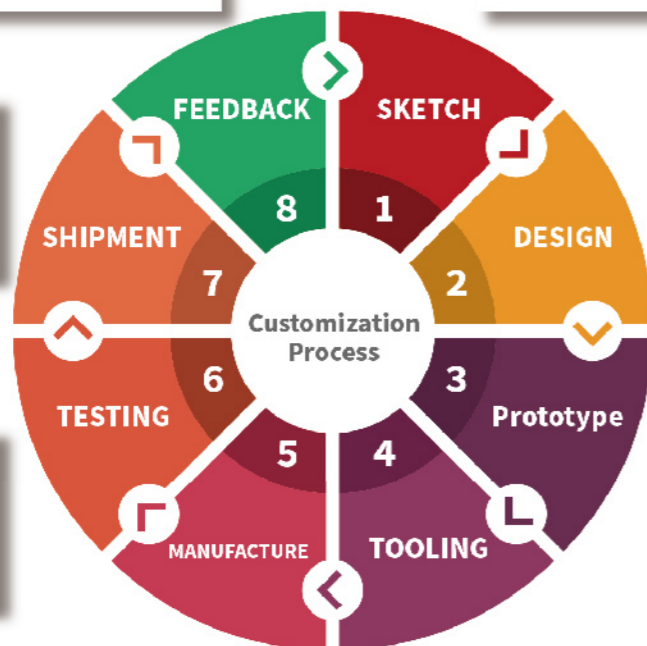 Customization
Process
1
SKETCH
2
DESIGN
3
Prototype
4
TOOLING
5
MANUFACTURE
6
TESTING
7
SHIPMENT
8
FEEDBACK